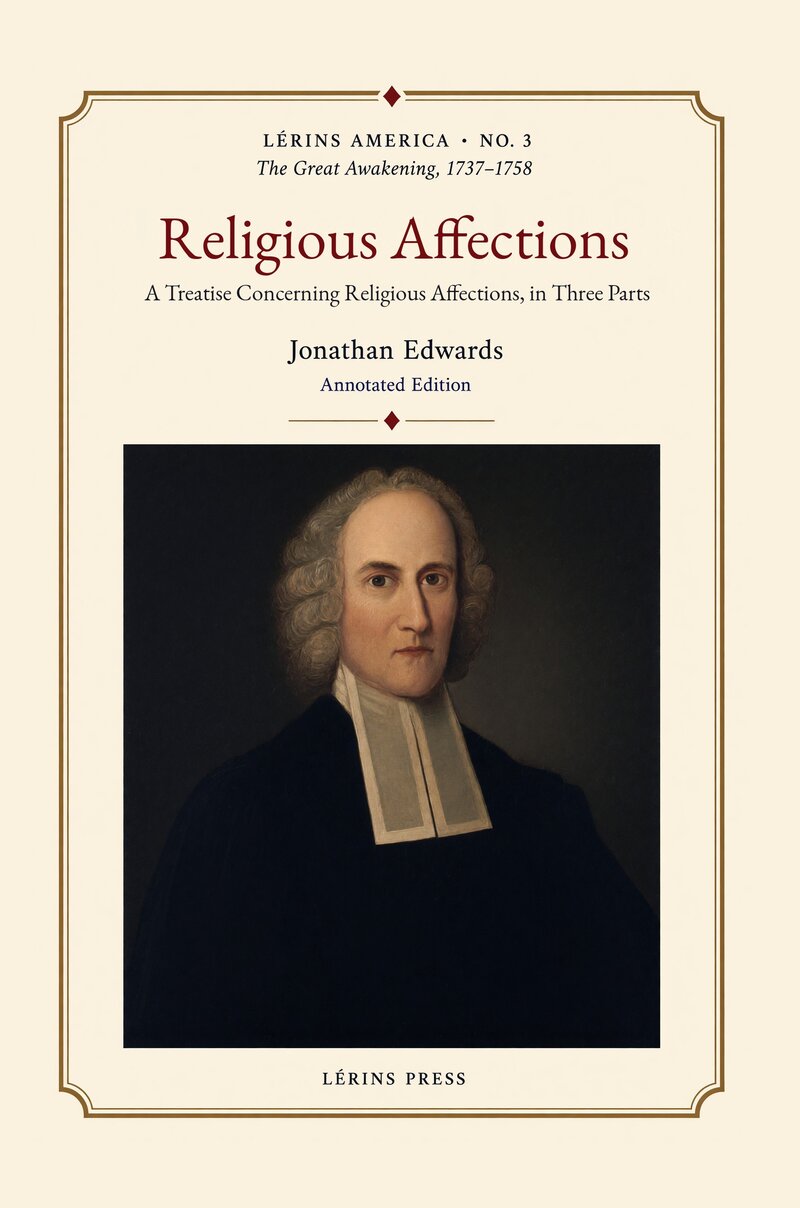 LÉRINS AMERICA • NO. 3
The Great Awakening, 1737–1758
Religious Affections
A Treatise Concerning Religious Affections, in Three Parts
Jonathan Edwards
Annotated Edition
LÉRINS PRESS